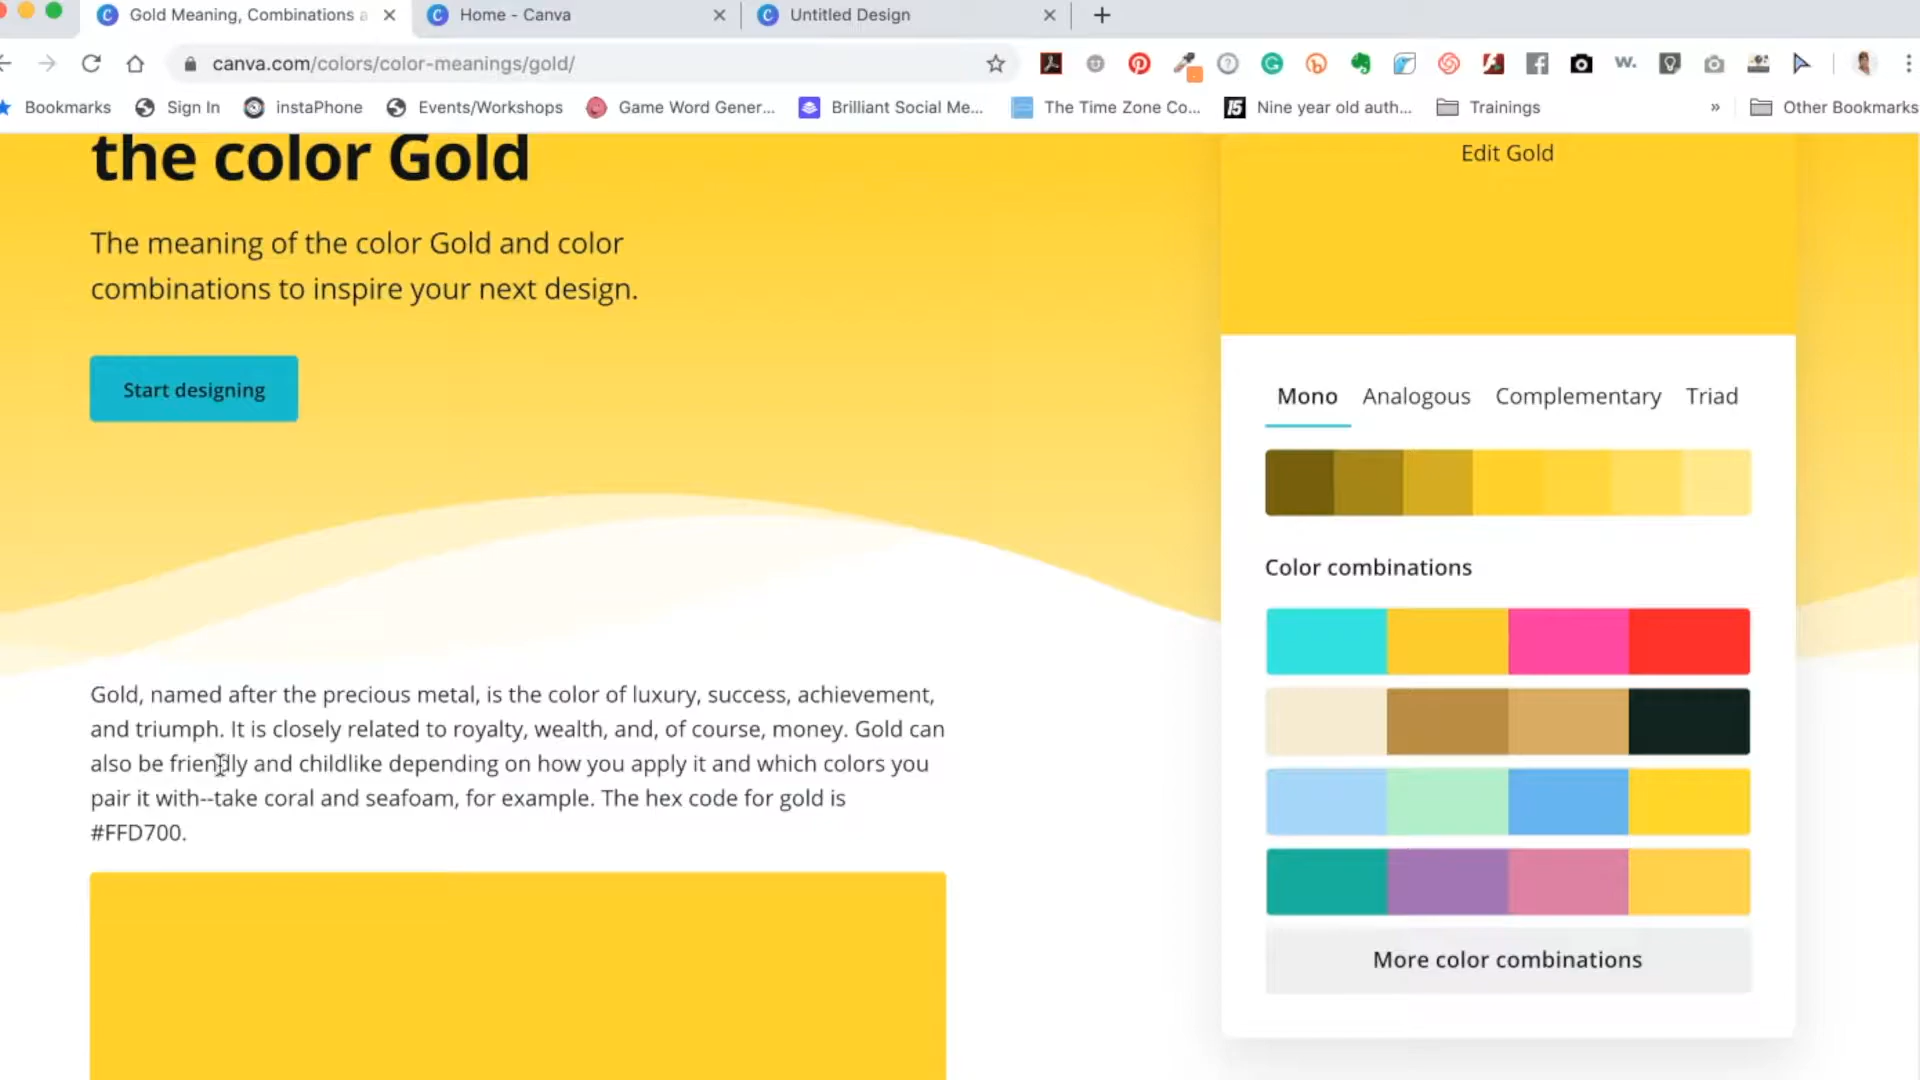 Gold Meaning, Combinations a
Home - Canva
Untitled Design
canva.com/colors/color-meanings/gold/
Bookmarks
Sign In
instaPhone
Events/Workshops
Game Word Gener...
Brilliant Social Me...
The Time Zone Co...
Nine year old auth...
Trainings
»
Other Bookmarks
the color Gold
The meaning of the color Gold and color
combinations to inspire your next design.
Start designing
Gold, named after the precious metal, is the color of luxury, success, achievement,
and triumph. It is closely related to royalty, wealth, and, of course, money. Gold can
also be friendly and childlike depending on how you apply it and which colors you
pair it with--take coral and seafoam, for example. The hex code for gold is
#FFD700.
Edit Gold
Mono Analogous Complementary Triad
Color combinations
More color combinations